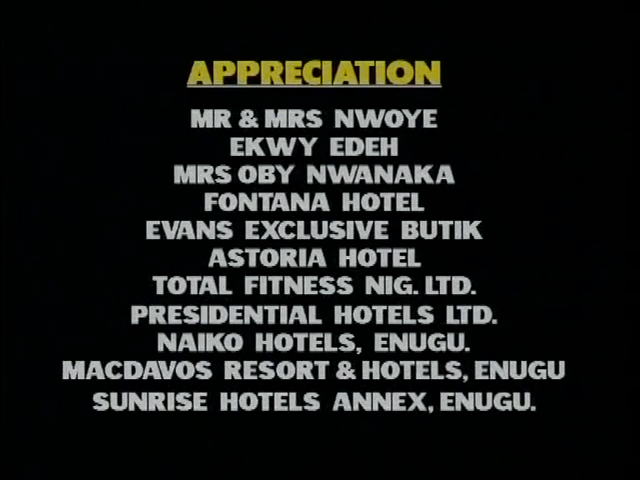 APPRECIATION
MR & MRS NWOYE
EKWY EDEH
MRS OBY NWANAKA
FONTANA HOTEL
EVANS EXCLUSIVE BUTIK
ASTORIA HOTEL
TOTAL FITNESS NIG. LTD.
PRESIDENTIAL HOTELS LTD.
NAIKO HOTELS, ENUGU.
MACDAVOS RESORT & HOTELS, ENUGU
SUNRISE HOTELS ANNEX, ENUGU.